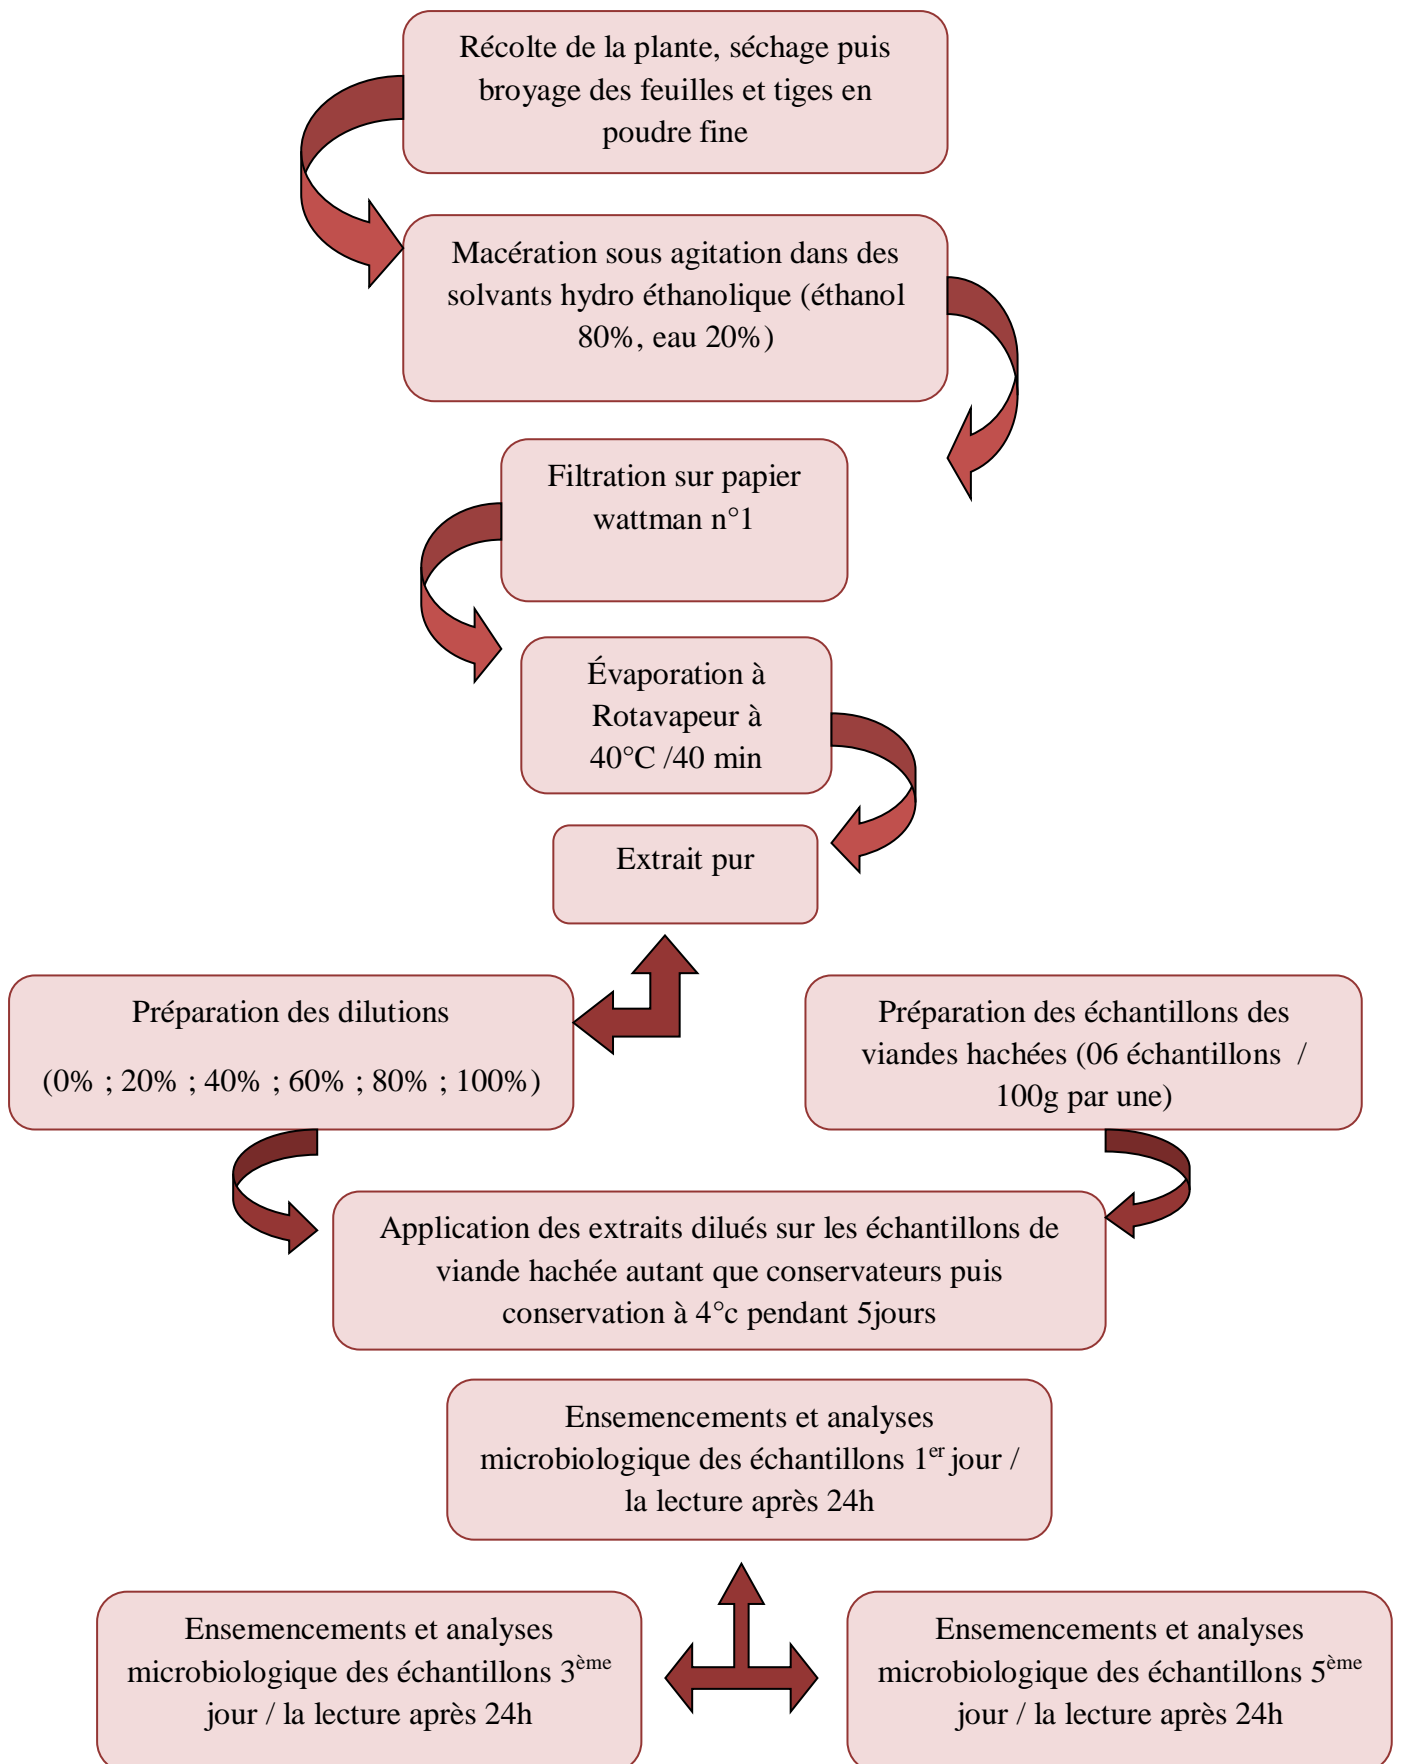 Récolte de la plante, séchage puis
broyage des feuilles et tiges en
poudre fine
Macération sous agitation dans des
solvants hydro éthanolique (éthanol
80%, eau 20%)
Filtration sur papier
wattman n°1
Évaporation à
Rotavapeur à
40°C /40 min
Extrait pur
Préparation des dilutions
(0% ; 20% ; 40% ; 60% ; 80% ; 100%)
Préparation des échantillons des
viandes hachées (06 échantillons /
100g par une)
Application des extraits dilués sur les échantillons de
viande hachée autant que conservateurs puis
conservation à 4°c pendant 5jours
Ensemencements et analyses
microbiologique des échantillons 1er jour /
la lecture après 24h
Ensemencements et analyses
microbiologique des échantillons 3ème
jour / la lecture après 24h
Ensemencements et analyses
microbiologique des échantillons 5ème
jour / la lecture après 24h